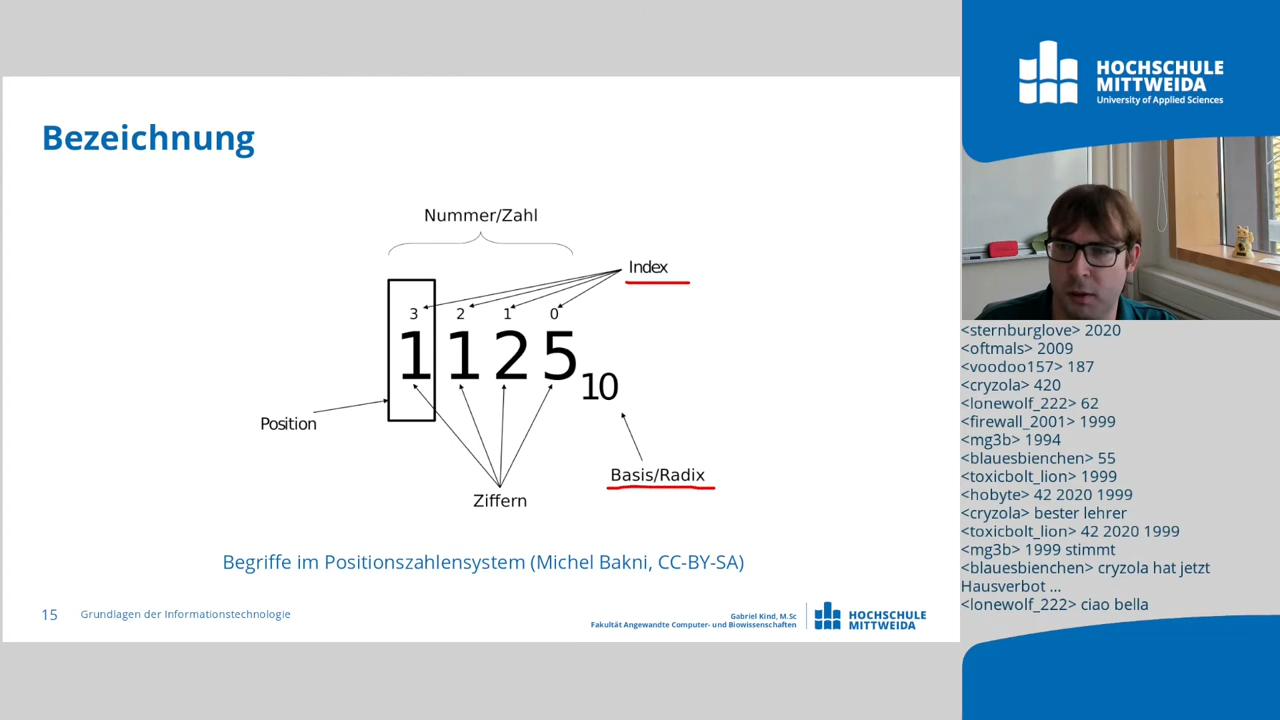 Bezeichnung
Nummer/Zahl
Index
3 2 1 0
1 1 2 5 10
Position
Basis/Radix
Ziffern
Begriffe im Positionszahlensystem (Michel Bakni, CC-BY-SA)
15 Grundlagen der Informationstechnologie
Gabriel Kind, M.Sc
Fakultät Angewandte Computer- und Biowissenschaften
HOCHSCHULE
MITTWEIDA
HOCHSCHULE
MITTWEIDA
University of Applied Sciences
<sternburglove> 2020
<oftmals> 2009
<voodoo157> 187
<cryzola> 420
<lonewolf_222> 62
<firewall_2001> 1999
<mg3b> 1994
<blauesbienchen> 55
<toxicbolt_lion> 1999
<hobyte> 42 2020 1999
<cryzola> bester lehrer
<toxicbolt_lion> 42 2020 1999
<mg3b> 1999 stimmt
<blauesbienchen> cryzola hat jetzt
Hausverbot ...
<lonewolf_222> ciao bella